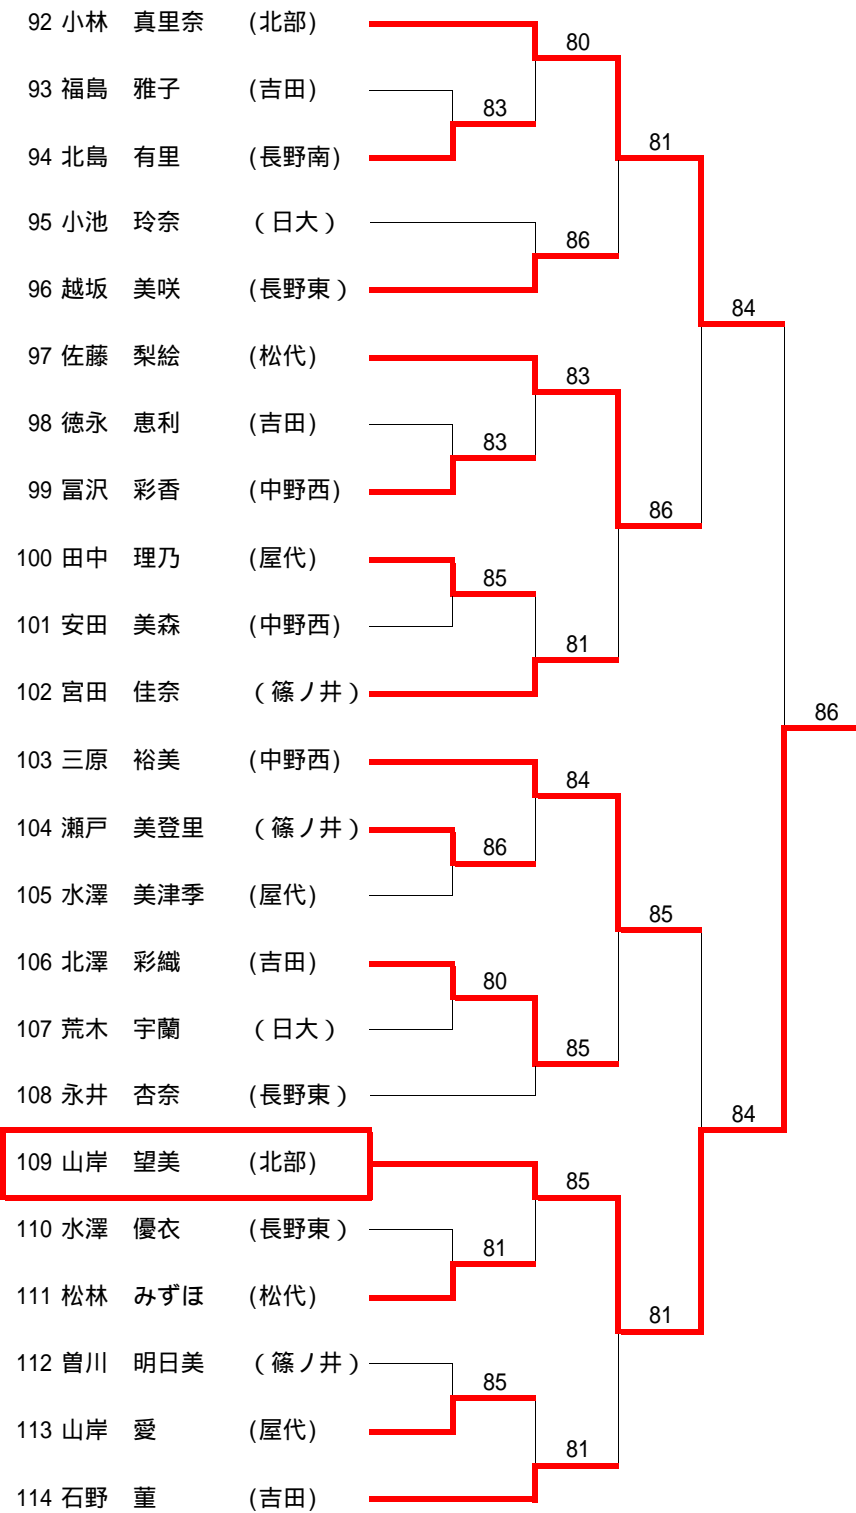 92 小林 真里奈 (北部)
80
93 福島 雅子 (吉田)
83
94 北島 有里 (長野南)
81
95 小池 玲奈 (日大)
86
96 越坂 美咲 (長野東)
84
97 佐藤 梨絵 (松代)
83
98 徳永 恵利 (吉田)
83
99 冨沢 彩香 (中野西)
86
100 田中 理乃 (屋代)
85
101 安田 美森 (中野西)
81
102 宮田 佳奈 (篠ノ井)
86
103 三原 裕美 (中野西)
84
104 瀬戸 美登里 (篠ノ井)
86
105 水澤 美津季 (屋代)
85
106 北澤 彩織 (吉田)
80
107 荒木 宇蘭 (日大)
85
108 永井 杏奈 (長野東)
84
109 山岸 望美 (北部)
85
110 水澤 優衣 (長野東)
81
111 松林 みずほ (松代)
81
112 曽川 明日美 (篠ノ井)
85
113 山岸 愛 (屋代)
81
114 石野 菫 (吉田)